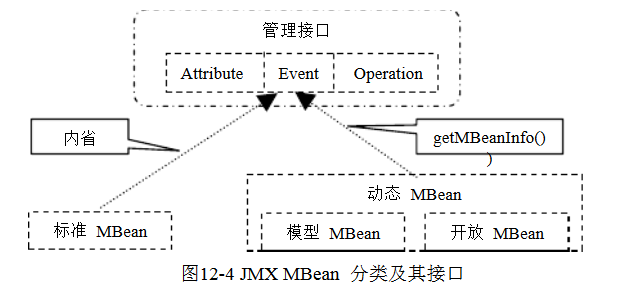 管理接口
Attribute Event Operation
内省
getMBeanInfo()
)
动态 MBean
标准 MBean
模型 MBean
开放 MBean
图12-4 JMX MBean 分类及其接口